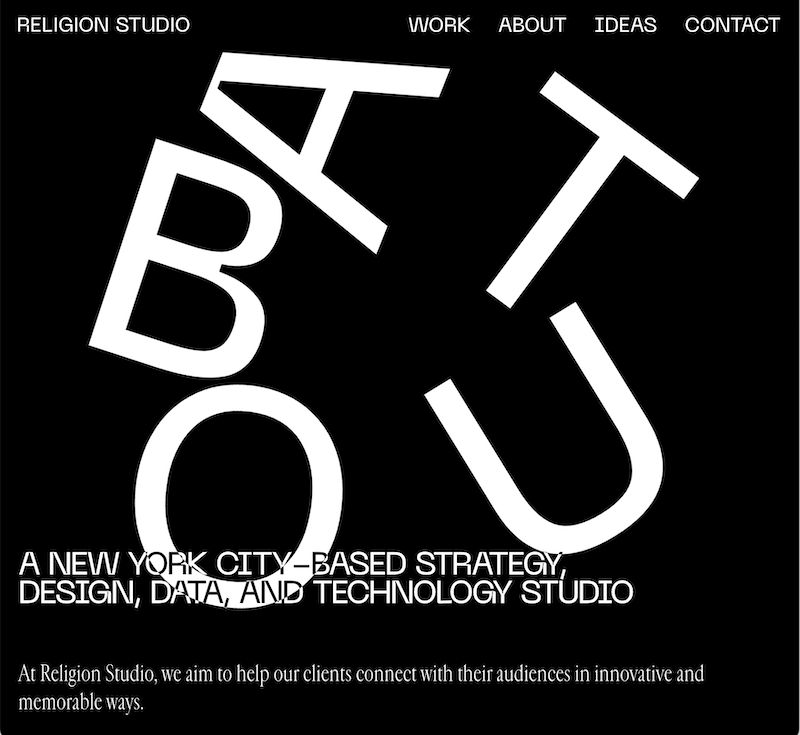 RELIGION STUDIO WORK ABOUT IDEAS CONTACT
ABOUT
A NEW YORK CITY–BASED STRATEGY,
DESIGN, DATA, AND TECHNOLOGY STUDIO
At Religion Studio, we aim to help our clients connect with their audiences in innovative and
memorable ways.